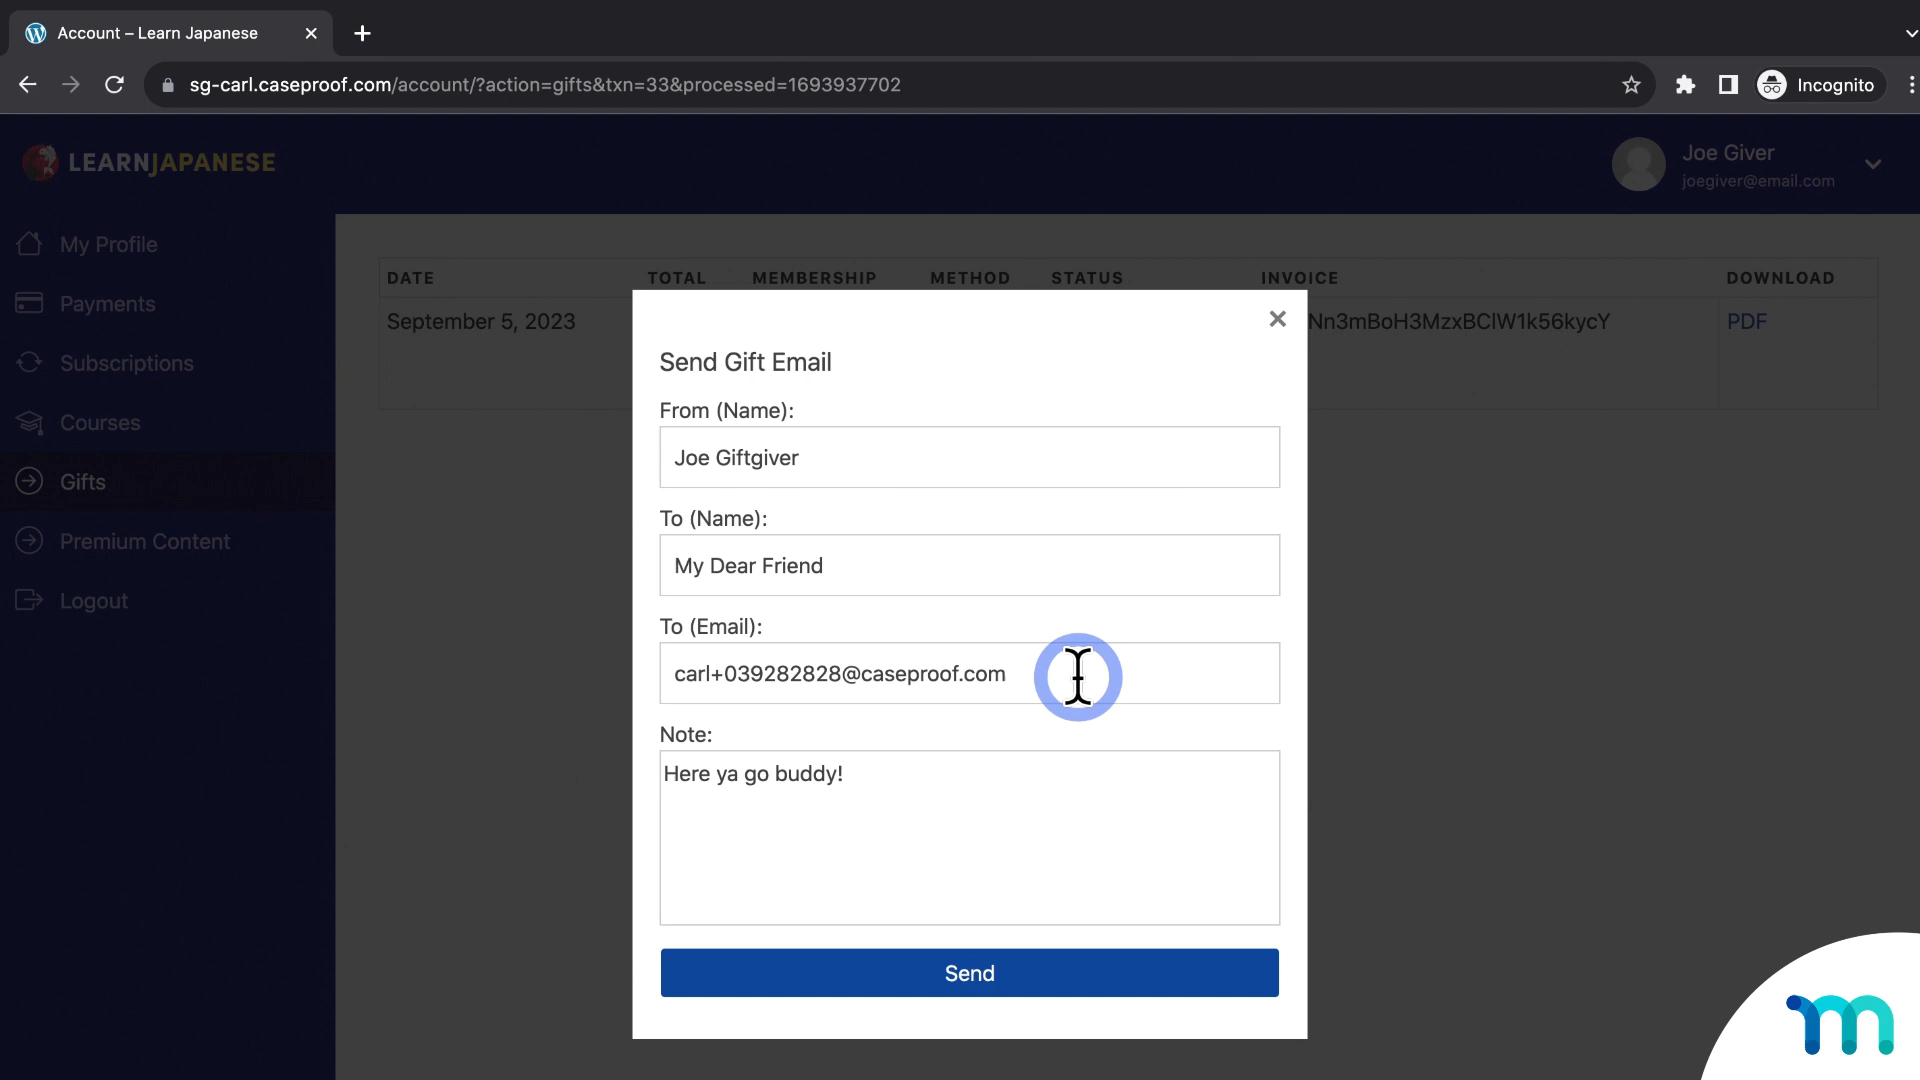 Account – Learn Japanese
sg-carl.caseproof.com/account/?action=gifts&txn=33&processed=1693937702
Incognito
LEARNJAPANESE
Joe Giver
joegiver@email.com
My Profile
Payments
Subscriptions
Courses
Gifts
Premium Content
Logout
DATE TOTAL MEMBERSHIP METHOD STATUS INVOICE DOWNLOAD
September 5, 2023 Nn3mBoH3MzxBCIW1k56kycY PDF
Send Gift Email
From (Name):
Joe Giftgiver
To (Name):
My Dear Friend
To (Email):
carl+039282828@caseproof.com
Note:
Here ya go buddy!
Send